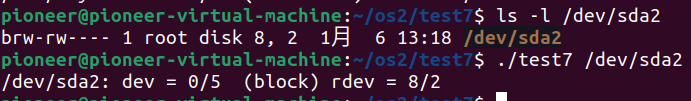 pioneer@pioneer-virtual-machine:~/os2/test7$ ls -l /dev/sda2
brw-rw---- 1 root disk 8, 2  1月  6 13:18 /dev/sda2
pioneer@pioneer-virtual-machine:~/os2/test7$ ./test7 /dev/sda2
/dev/sda2: dev = 0/5  (block) rdev = 8/2